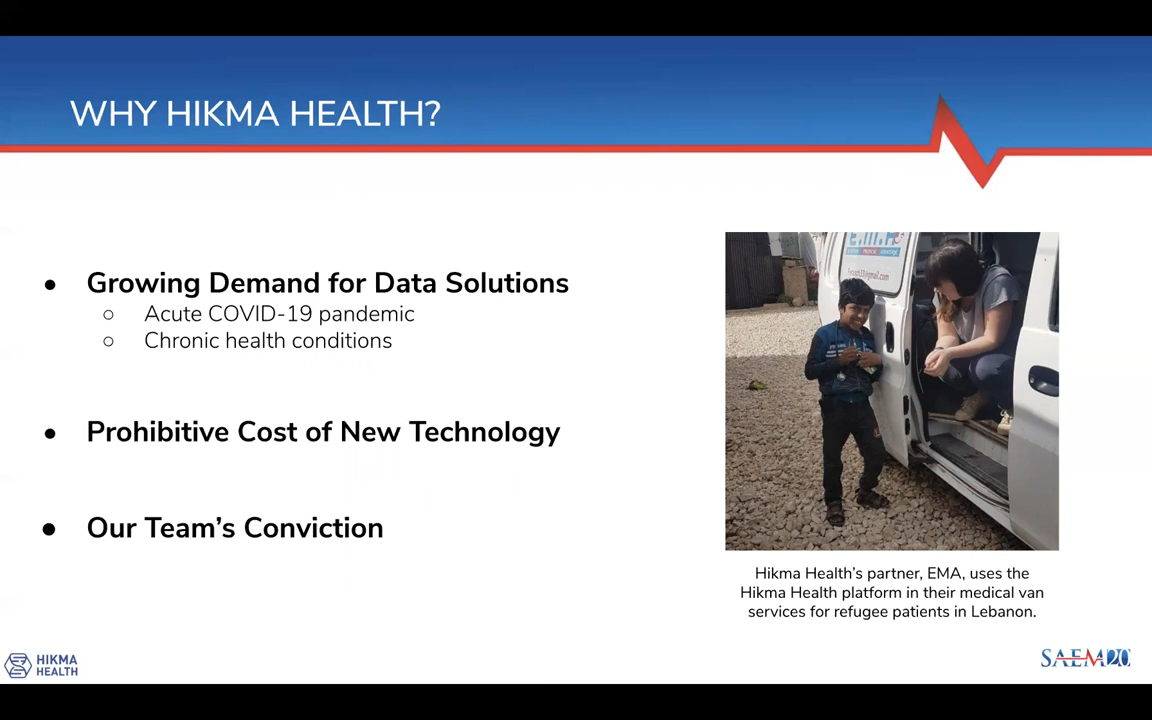 WHY HIKMA HEALTH?
● Growing Demand for Data Solutions
○ Acute COVID-19 pandemic
○ Chronic health conditions
● Prohibitive Cost of New Technology
● Our Team's Conviction
Hikma Health's partner, EMA, uses the
Hikma Health platform in their medical van
services for refugee patients in Lebanon.
HIKMA
HEALTH
SAEM20